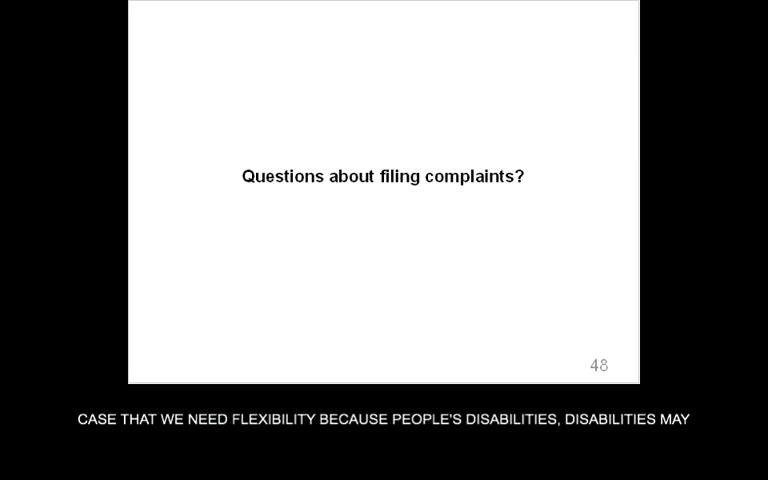 Questions about filing complaints?
48
CASE THAT WE NEED FLEXIBILITY BECAUSE PEOPLE'S DISABILITIES, DISABILITIES MAY